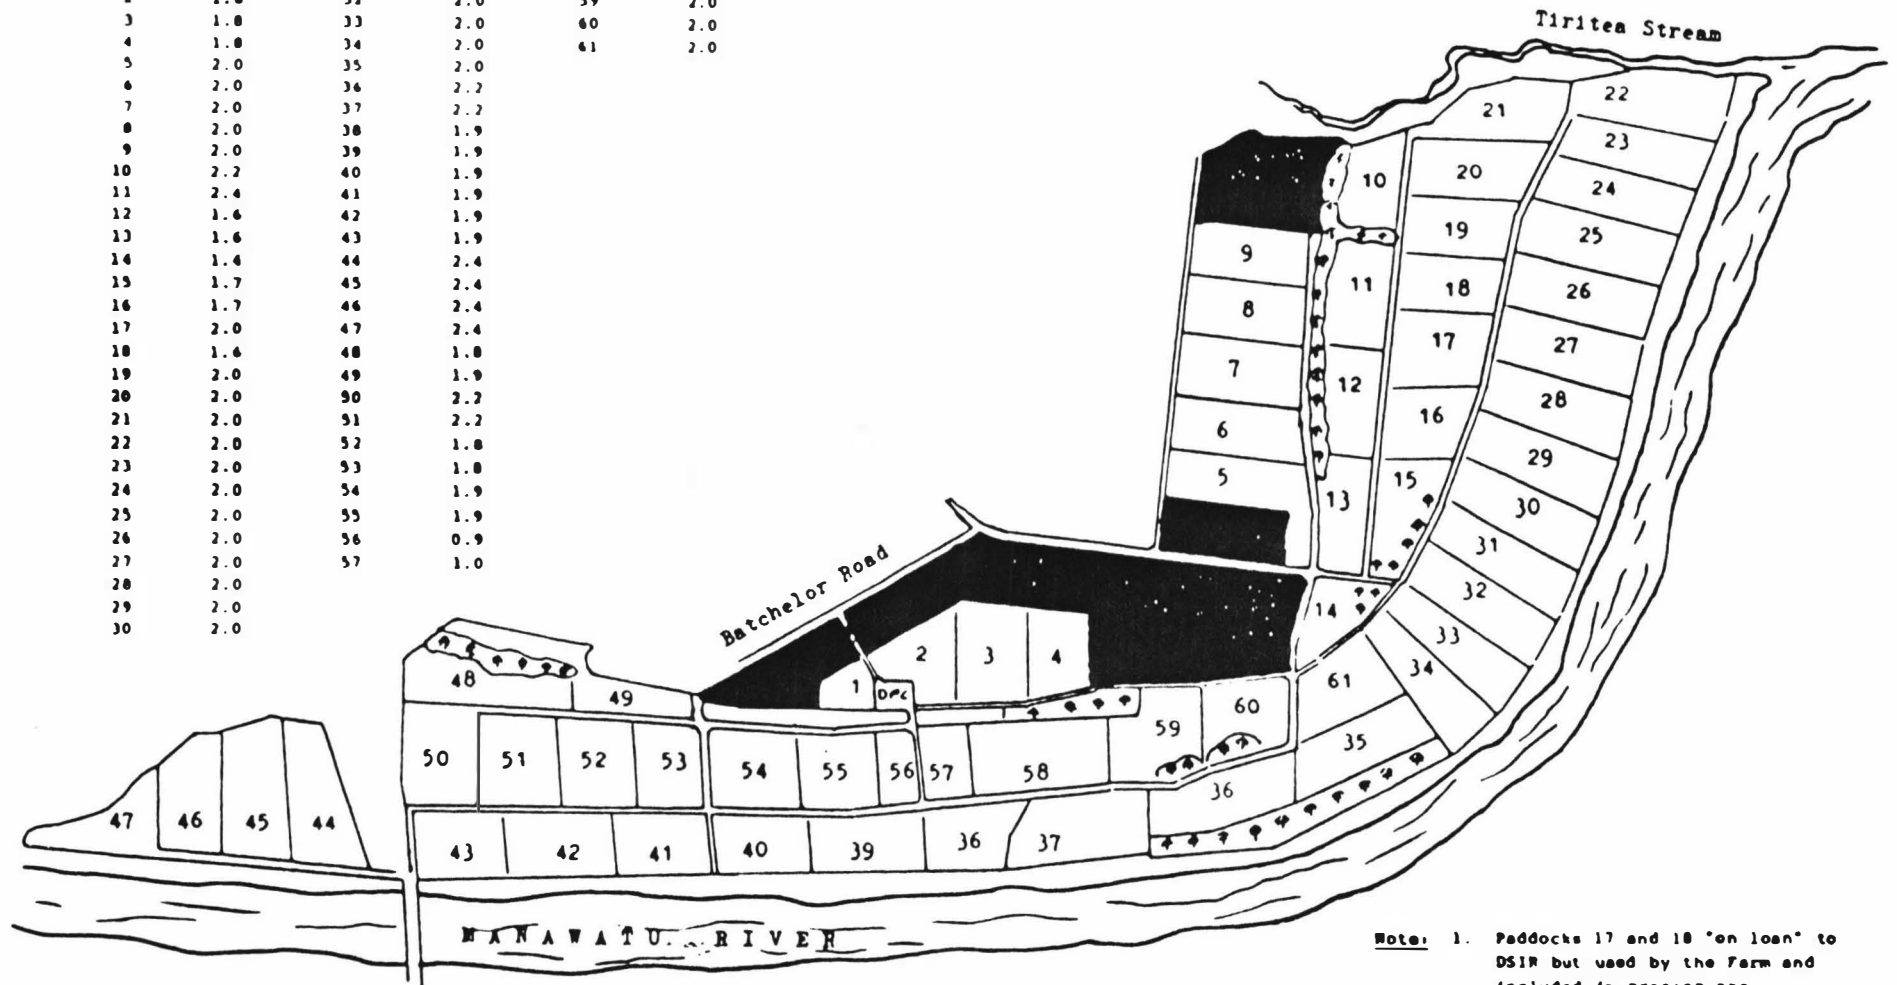 59 2.0
3 1.8 33 2.0 60 2.0
4 1.8 34 2.0 61 2.0
5 2.0 35 2.0
6 2.0 36 2.2
7 2.0 37 2.2
8 2.0 38 1.9
9 2.0 39 1.9
10 2.2 40 1.9
11 2.4 41 1.9
12 1.6 42 1.9
13 1.6 43 1.9
14 1.4 44 2.4
15 1.7 45 2.4
16 1.7 46 2.4
17 2.0 47 2.4
18 1.6 48 1.8
19 2.0 49 1.9
20 2.0 50 2.2
21 2.0 51 2.2
22 2.0 52 1.8
23 2.0 53 1.8
24 2.0 54 1.9
25 2.0 55 1.9
26 2.0 56 0.9
27 2.0 57 1.0
28 2.0
29 2.0
30 2.0
Tiritea Stream
21 22
23
20 24
10
19 25
9
18 26
11
8
17 27
7 12
16 28
6
29
5 13 15
30
31
32
Batchelor Road
14
33
2 3 4
34
1 DFC
61
48
49
60
59
35
50 51 52 53 54 55 56 57 58
36
47 46 45 44
43 42 41 40 39 36 37
MANAWATU RIVER
Note: 1. Paddocks 17 and 18 "on loan" to
DSIR but used by the Farm and